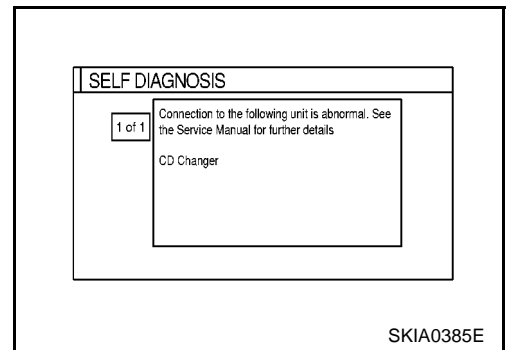 SELF DIAGNOSIS
1 of 1
Connection to the following unit is abnormal. See
the Service Manual for further details
CD Changer
SKIA0385E